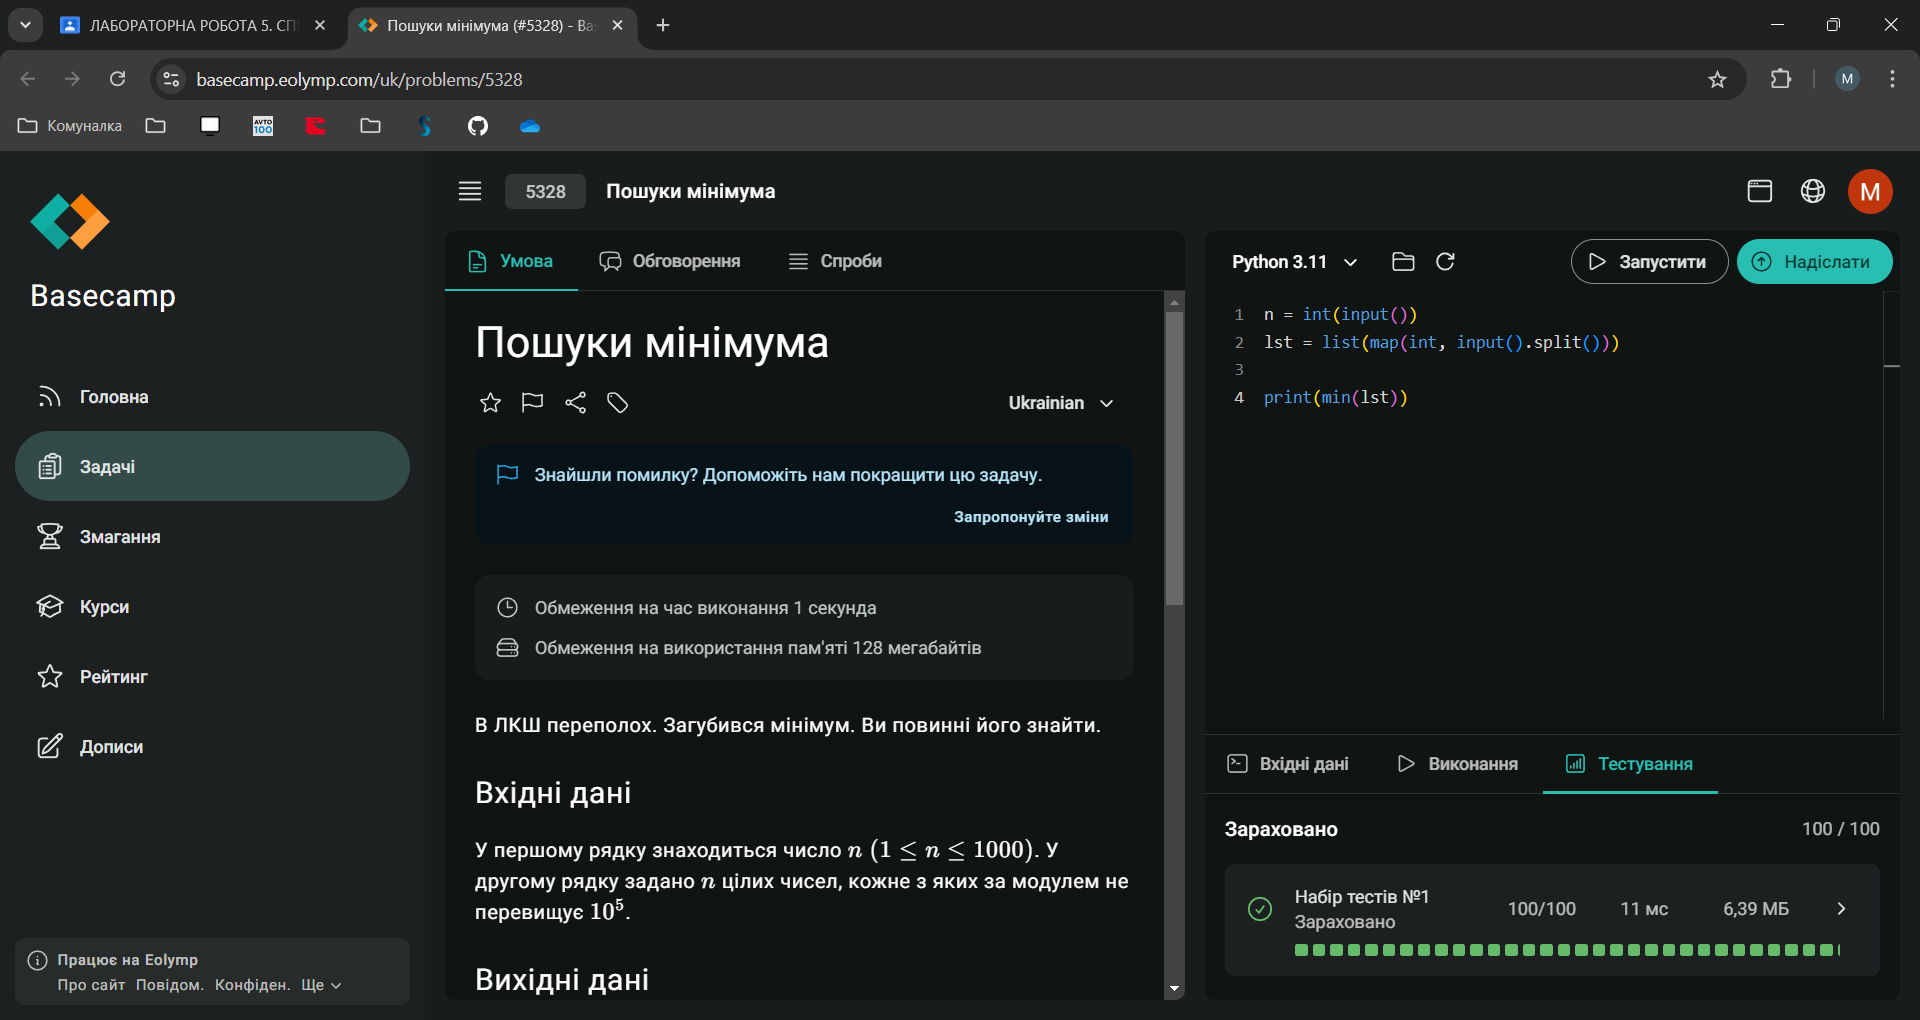 ЛАБОРАТОРНА РОБОТА 5. СПІ
Пошуки мінімума (#5328) - Bas
basecamp.eolymp.com/uk/problems/5328
M
Комуналка
AVTO
100
Basecamp
Головна
Задачі
Змагання
Курси
Рейтинг
Дописи
Працює на Eolymp
Про сайт Повідом. Конфіден. Ще
5328 Пошуки мінімума
M
Умова Обговорення Спроби
Пошуки мінімума
Ukrainian
Знайшли помилку? Допоможіть нам покращити цю задачу.
Запропонуйте зміни
Обмеження на час виконання 1 секунда
Обмеження на використання пам'яті 128 мегабайтів
В ЛКШ переполох. Загубився мінімум. Ви повинні його знайти.
Вхідні дані
У першому рядку знаходиться число n (1 ≤ n ≤ 1000). У
другому рядку задано n цілих чисел, кожне з яких за модулем не
перевищує 10⁵.
Вихідні дані
Python 3.11 Запустити Надіслати
1 n = int(input())
2 lst = list(map(int, input().split()))
3
4 print(min(lst))
Вхідні дані Виконання Тестування
Зараховано 100 / 100
Набір тестів №1 100/100 11 мс 6,39 МБ
Зараховано